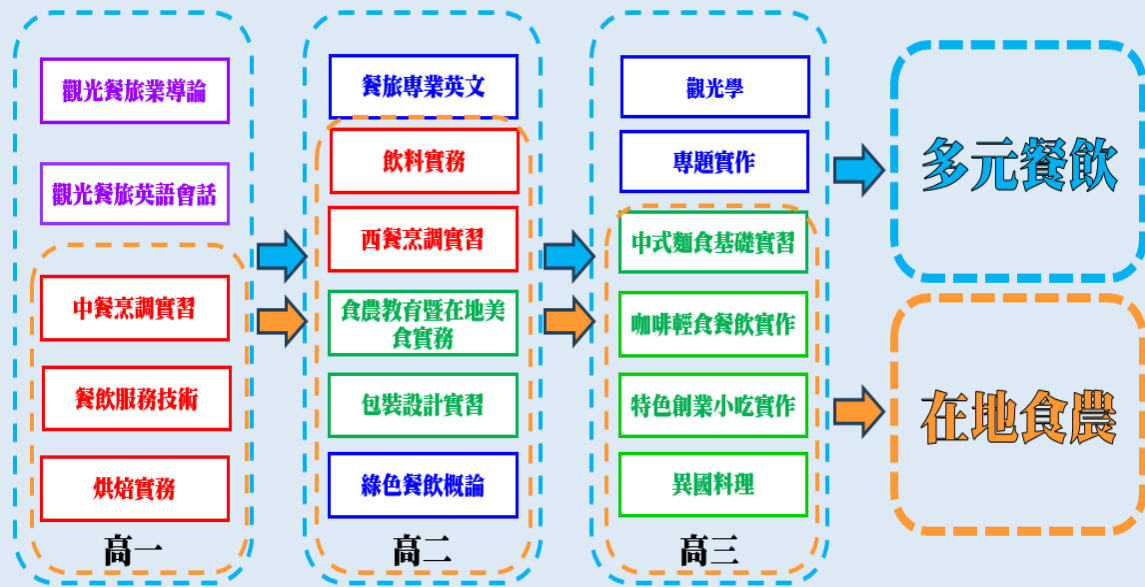 觀光餐旅業導論
觀光餐旅英語會話
中餐烹調實習
餐飲服務技術
烘焙實務
高一
餐旅專業英文
飲料實務
西餐烹調實習
食農教育暨在地美
食實務
包裝設計實習
綠色餐飲概論
高二
觀光學
專題實作
中式麵食基礎實習
咖啡輕食餐飲實作
特色創業小吃實作
異國料理
高三
多元餐飲
在地食農